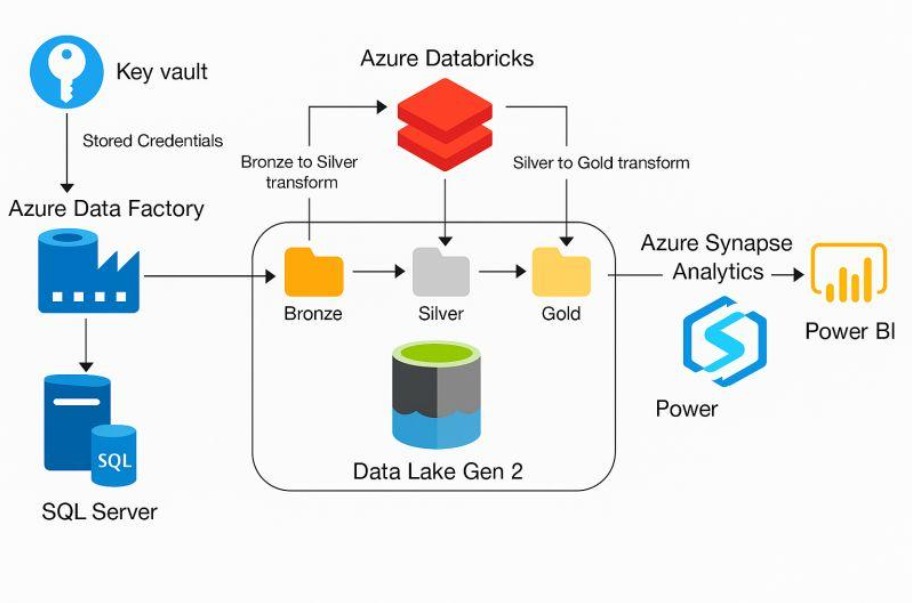 Azure Databricks
Key vault
Stored Credentials
Bronze to Silver
transform
Silver to Gold transform
Azure Data Factory
Azure Synapse
Analytics
Bronze
Silver
Gold
Power BI
Power
SQL
Data Lake Gen 2
SQL Server